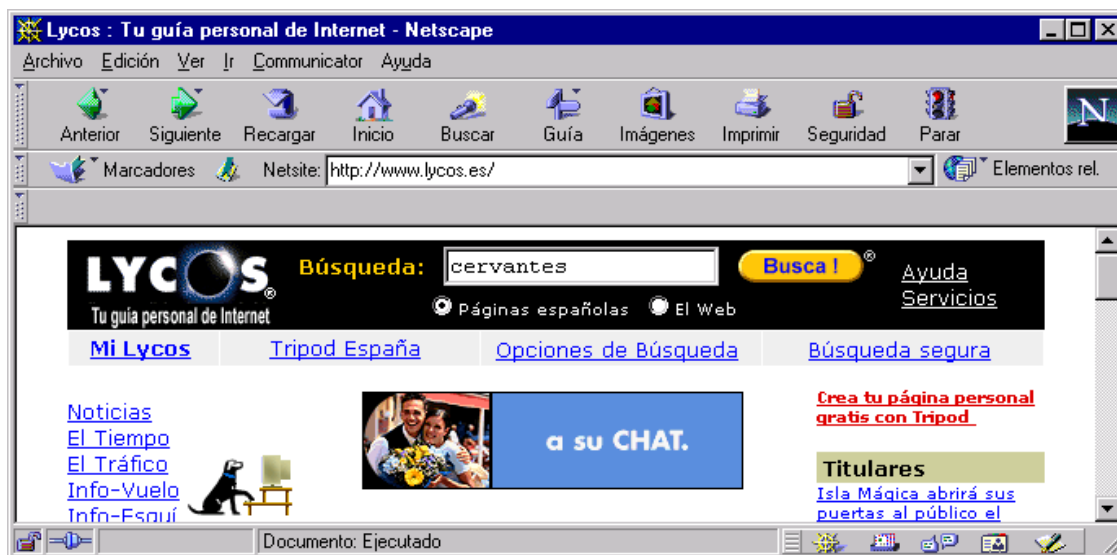 Lycos : Tu guía personal de Internet - Netscape
Archivo Edición Ver Ir Communicator Ayuda
Anterior Siguiente Recargar Inicio Buscar Guía Imágenes Imprimir Seguridad Parar
N
Marcadores Netsite: http://www.lycos.es/ Elementos rel.
LYCOS® Búsqueda: cervantes Busca !® Ayuda
Tu guía personal de Internet Páginas españolas El Web Servicios
Mi Lycos Tripod España Opciones de Búsqueda Búsqueda segura
Crea tu página personal
gratis con Tripod
Noticias
El Tiempo
El Tráfico
Info-Vuelo
Info-Esquí
a su CHAT.
Titulares
Isla Mágica abrirá sus
puertas al público el
Documento: Ejecutado